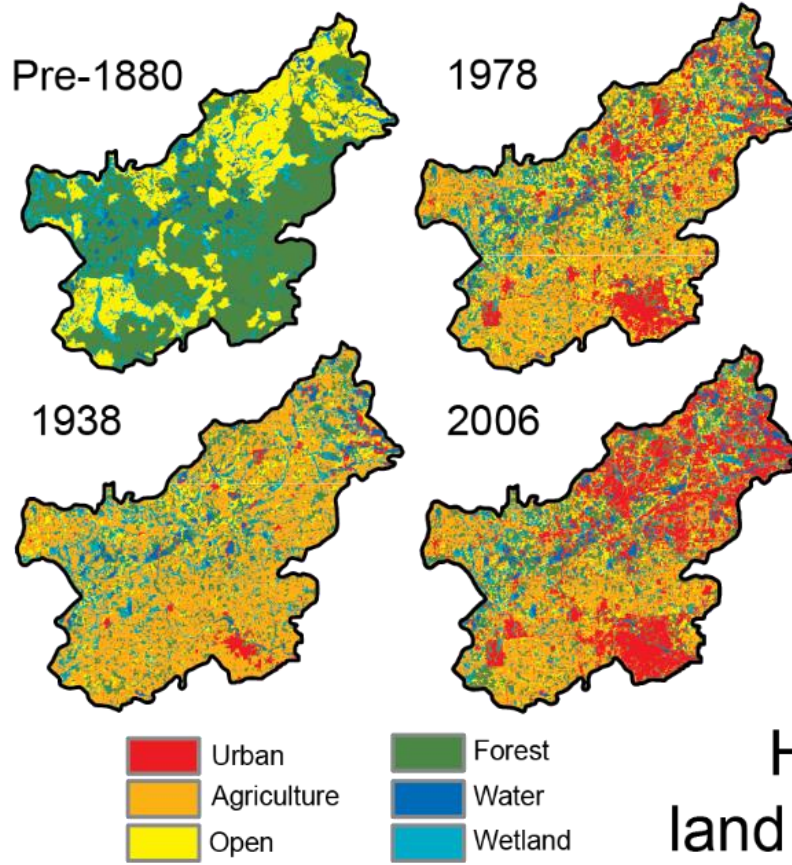 Pre-1880
1978
1938
2006
Urban
Agriculture
Open
Forest
Water
Wetland
H
land